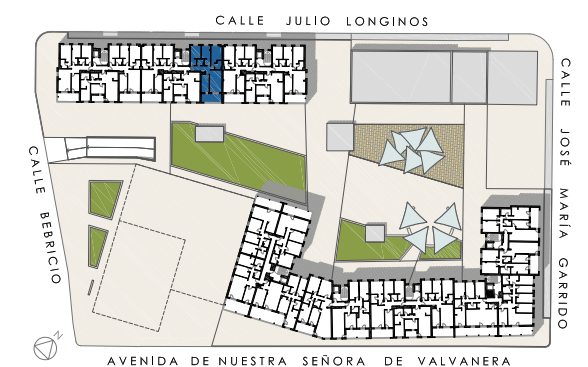 CALLE JULIO LONGINOS
CALLE JOSÉ MARÍA GARRIDO
CALLE BEBRICIO
N
AVENIDA DE NUESTRA SEÑORA DE VALVANERA